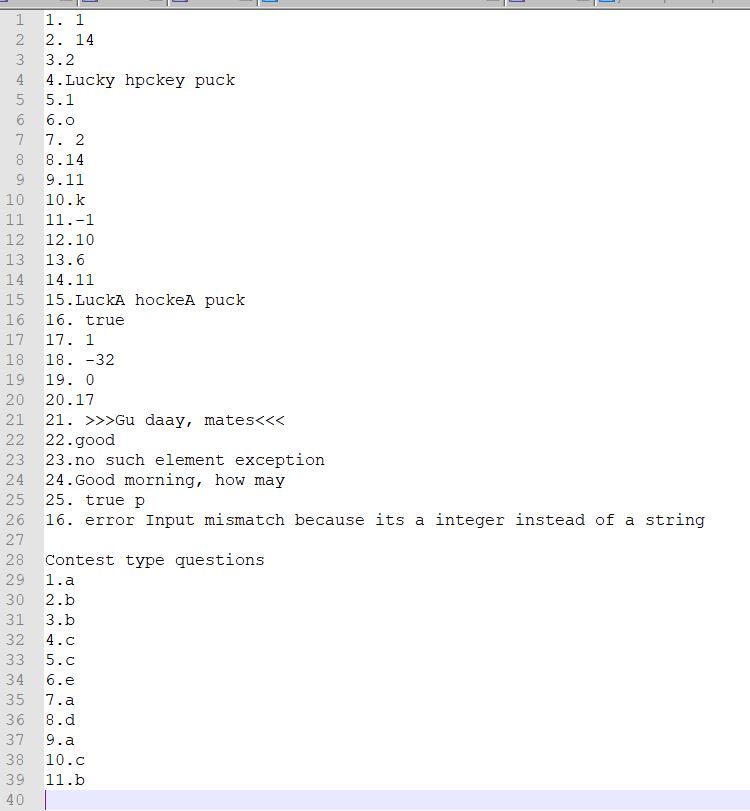 1 1. 1
2 2. 14
3 3.2
4 4.Lucky hpckey puck
5 5.1
6 6.o
7 7. 2
8 8.14
9 9.11
10 10.k
11 11.-1
12 12.10
13 13.6
14 14.11
15 15.LuckA hockeA puck
16 16. true
17 17. 1
18 18. -32
19 19. 0
20 20.17
21 21. >>>Gu daay, mates<<<
22 22.good
23 23.no such element exception
24 24.Good morning, how may
25 25. true p
26 16. error Input mismatch because its a integer instead of a string
27
28 Contest type questions
29 1.a
30 2.b
31 3.b
32 4.c
33 5.c
34 6.e
35 7.a
36 8.d
37 9.a
38 10.c
39 11.b
40